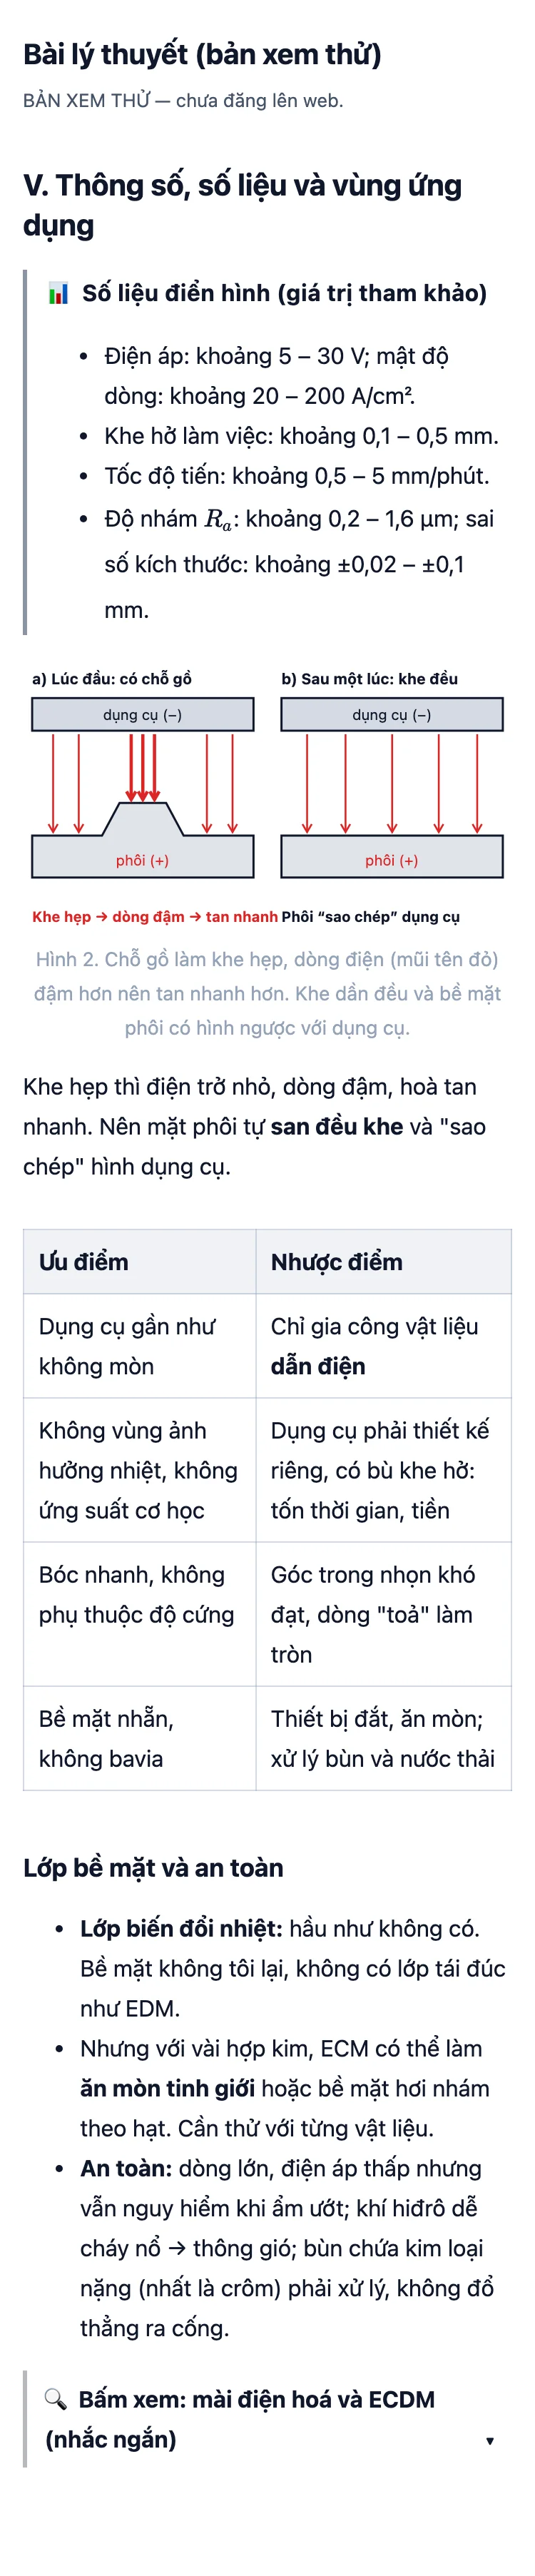 Bài lý thuyết (bản xem thử)
BẢN XEM THỬ — chưa đăng lên web.
V. Thông số, số liệu và vùng ứng
dụng
📊 Số liệu điển hình (giá trị tham khảo)
• Điện áp: khoảng 5 – 30 V; mật độ
dòng: khoảng 20 – 200 A/cm².
• Khe hở làm việc: khoảng 0,1 – 0,5 mm.
• Tốc độ tiến: khoảng 0,5 – 5 mm/phút.
• Độ nhám Rₐ: khoảng 0,2 – 1,6 µm; sai
số kích thước: khoảng ±0,02 – ±0,1
mm.
a) Lúc đầu: có chỗ gồ
dụng cụ (–)
phôi (+)
Khe hẹp → dòng đậm → tan nhanh
b) Sau một lúc: khe đều
dụng cụ (–)
phôi (+)
Phôi “sao chép” dụng cụ
Hình 2. Chỗ gồ làm khe hẹp, dòng điện (mũi tên đỏ)
đậm hơn nên tan nhanh hơn. Khe dần đều và bề mặt
phôi có hình ngược với dụng cụ.
Khe hẹp thì điện trở nhỏ, dòng đậm, hoà tan
nhanh. Nên mặt phôi tự san đều khe và "sao
chép" hình dụng cụ.
Ưu điểm
Nhược điểm
Dụng cụ gần như
không mòn
Chỉ gia công vật liệu
dẫn điện
Không vùng ảnh
hưởng nhiệt, không
ứng suất cơ học
Dụng cụ phải thiết kế
riêng, có bù khe hở:
tốn thời gian, tiền
Bóc nhanh, không
phụ thuộc độ cứng
Góc trong nhọn khó
đạt, dòng "toả" làm
tròn
Bề mặt nhẵn,
không bavia
Thiết bị đắt, ăn mòn;
xử lý bùn và nước thải
Lớp bề mặt và an toàn
• Lớp biến đổi nhiệt: hầu như không có.
Bề mặt không tôi lại, không có lớp tái đúc
như EDM.
• Nhưng với vài hợp kim, ECM có thể làm
ăn mòn tinh giới hoặc bề mặt hơi nhám
theo hạt. Cần thử với từng vật liệu.
• An toàn: dòng lớn, điện áp thấp nhưng
vẫn nguy hiểm khi ẩm ướt; khí hiđrô dễ
cháy nổ → thông gió; bùn chứa kim loại
nặng (nhất là crôm) phải xử lý, không đổ
thẳng ra cống.
🔍 Bấm xem: mài điện hoá và ECDM
(nhắc ngắn) ▼